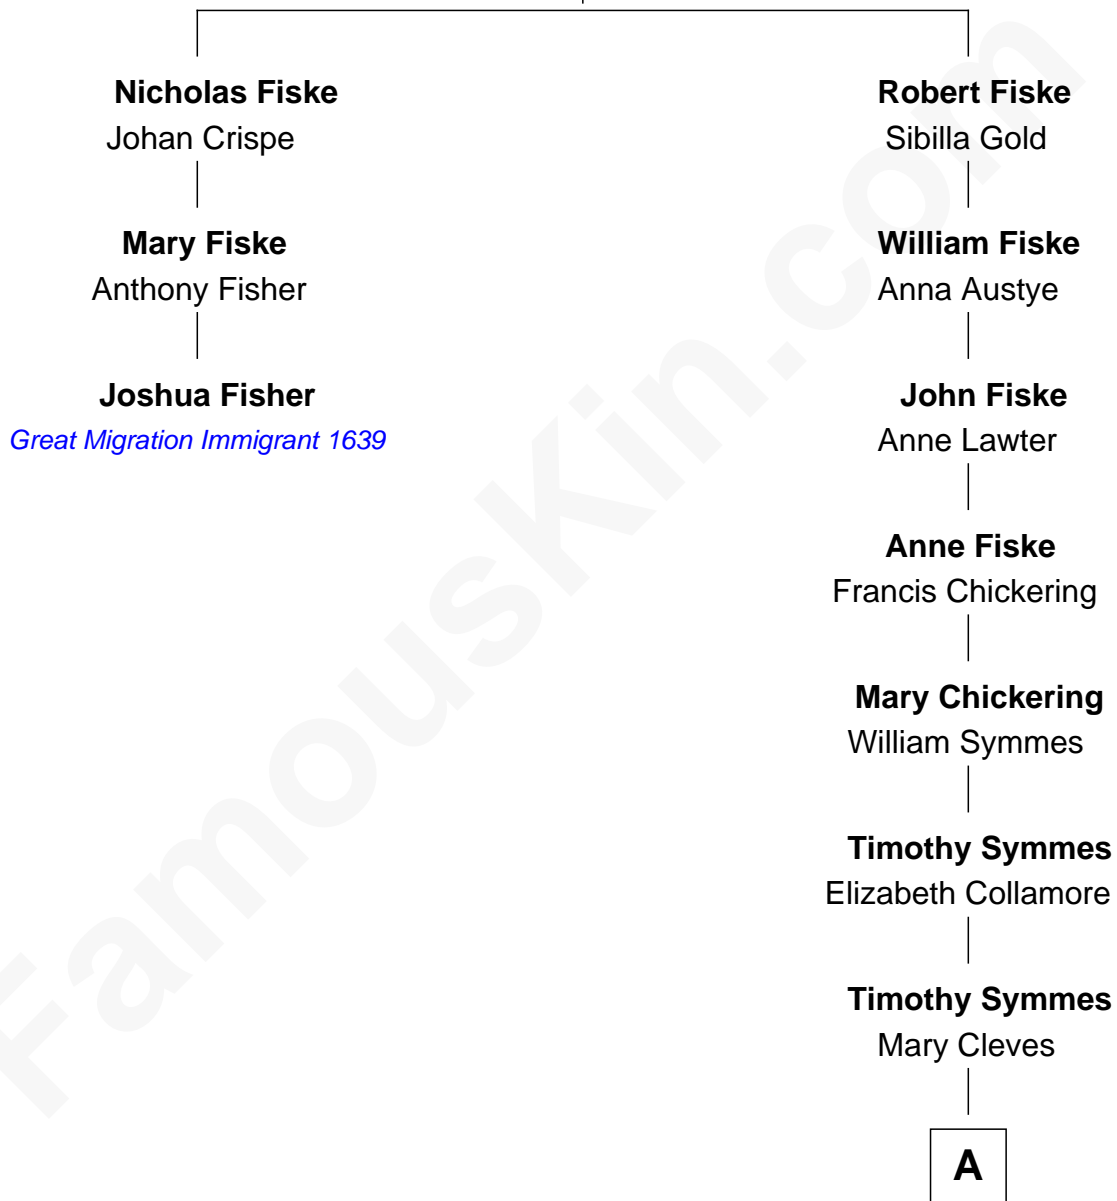 Nicholas Fiske
Johan Crispe
Mary Fiske
Anthony Fisher
Joshua Fisher
Great Migration Immigrant 1639
Robert Fiske
Sibilla Gold
William Fiske
Anna Austye
John Fiske
Anne Lawter
Anne Fiske
Francis Chickering
Mary Chickering
William Symmes
Timothy Symmes
Elizabeth Collamore
Timothy Symmes
Mary Cleves
A
FamousKin.com